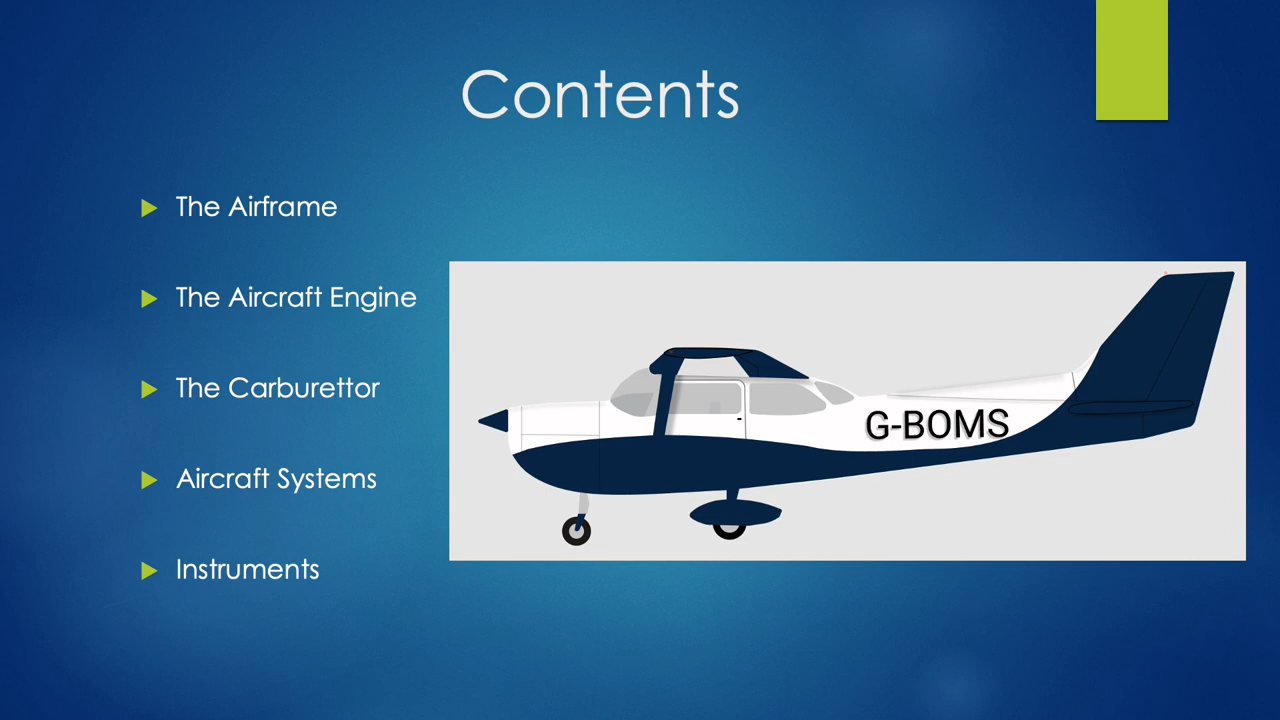 Contents
The Airframe
The Aircraft Engine
The Carburettor
Aircraft Systems
Instruments
G-BOMS